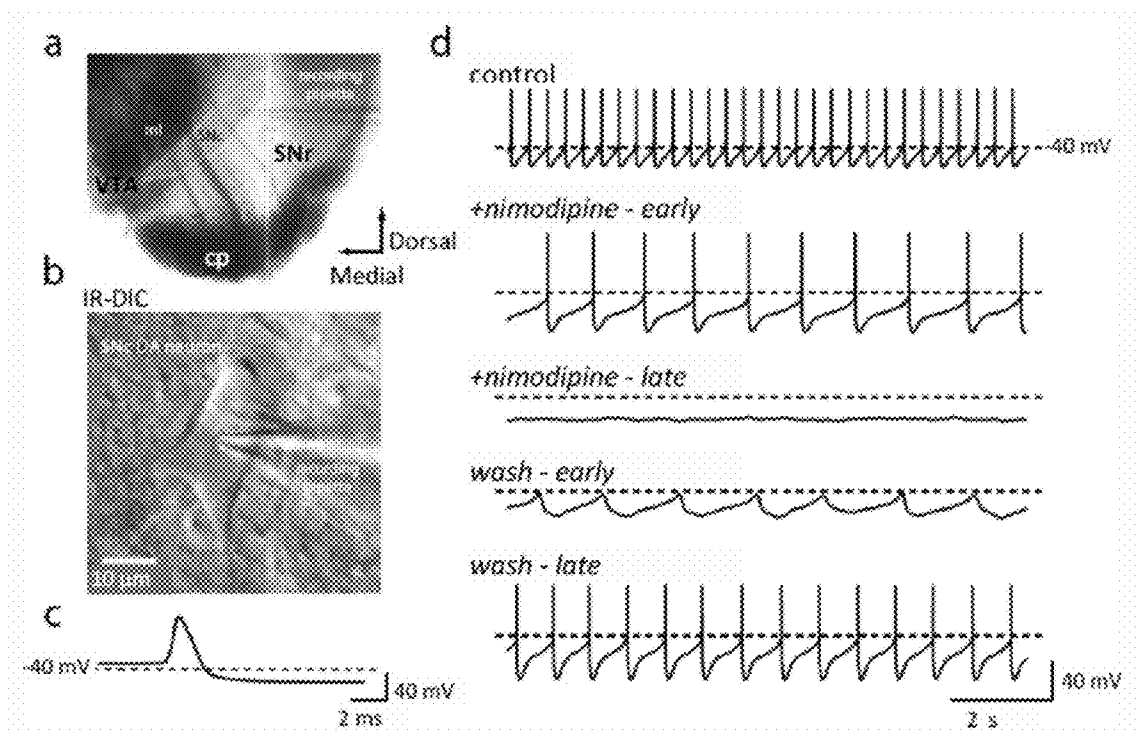 a
ml
SNr
VTA
cp
Dorsal
Medial
b
IR-DIC
10 μm
c
-40 mV
40 mV
2 ms
d
control
-40 mV
+nimodipine - early
+nimodipine - late
wash - early
wash - late
40 mV
2 s